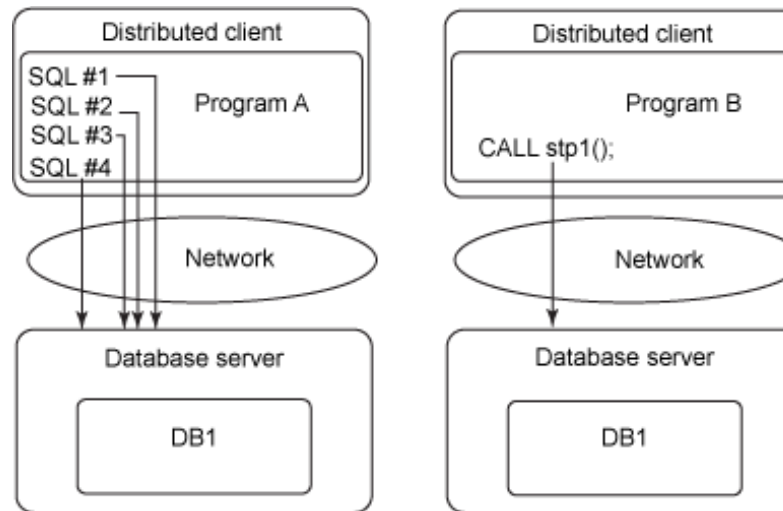 Distributed client
SQL #1
SQL #2
SQL #3
SQL #4
Program A
Network
Database server
DB1
Distributed client
Program B
CALL stp1();
Network
Database server
DB1